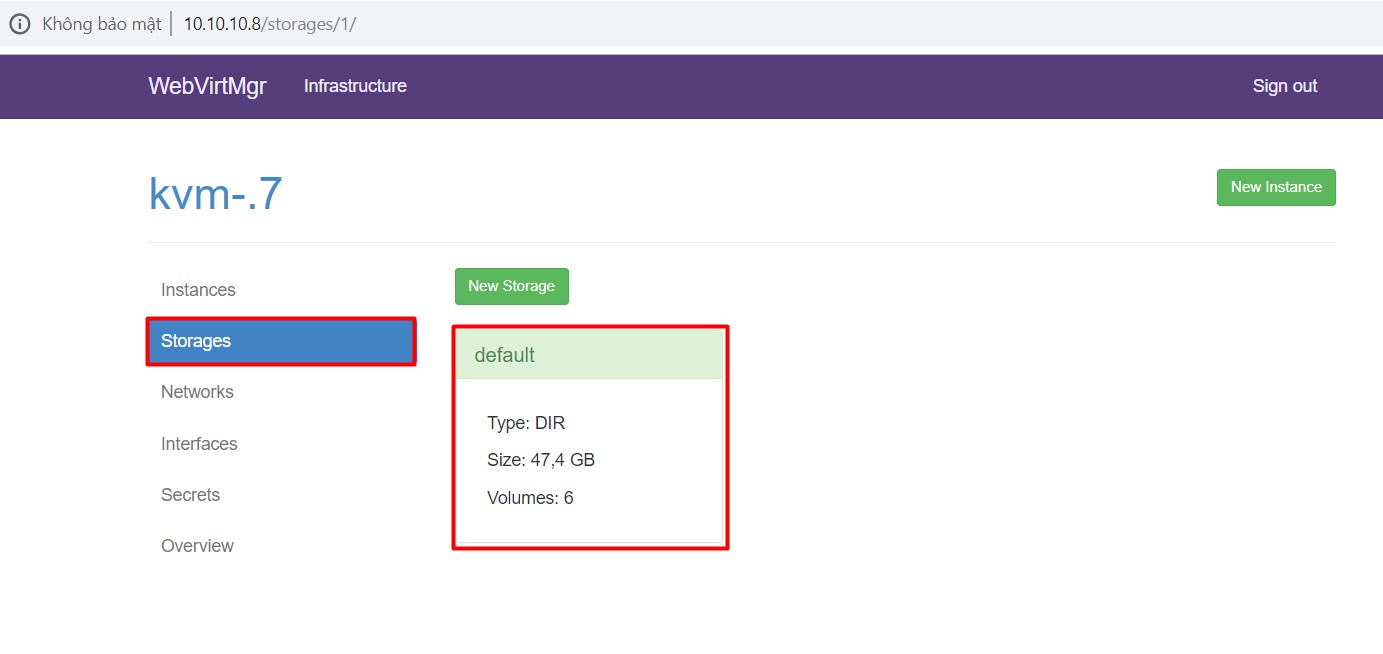 Không bảo mật 10.10.10.8/storages/1/
WebVirtMgr Infrastructure Sign out
kvm-.7
New Instance
Instances
Storages
Networks
Interfaces
Secrets
Overview
New Storage
default
Type: DIR
Size: 47,4 GB
Volumes: 6